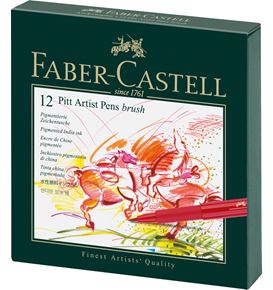 FABER-CASTELL
since 1761
12 Pitt Artist Pens brush
Pigmentierte
Zeichentusche
Pigmented India ink
Encre de Chine
pigmentée
Inchiostro pigmentato
di china
Tinta china
pigmentada
Finest Artists' Quality